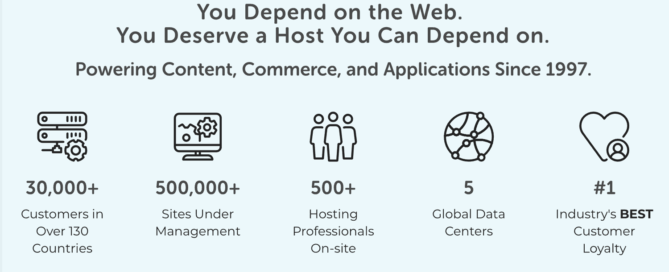 You Depend on the Web.
You Deserve a Host You Can Depend on.
Powering Content, Commerce, and Applications Since 1997.
30,000+
Customers in
Over 130
Countries
500,000+
Sites Under
Management
500+
Hosting
Professionals
On-site
5
Global Data
Centers
#1
Industry's BEST
Customer
Loyalty